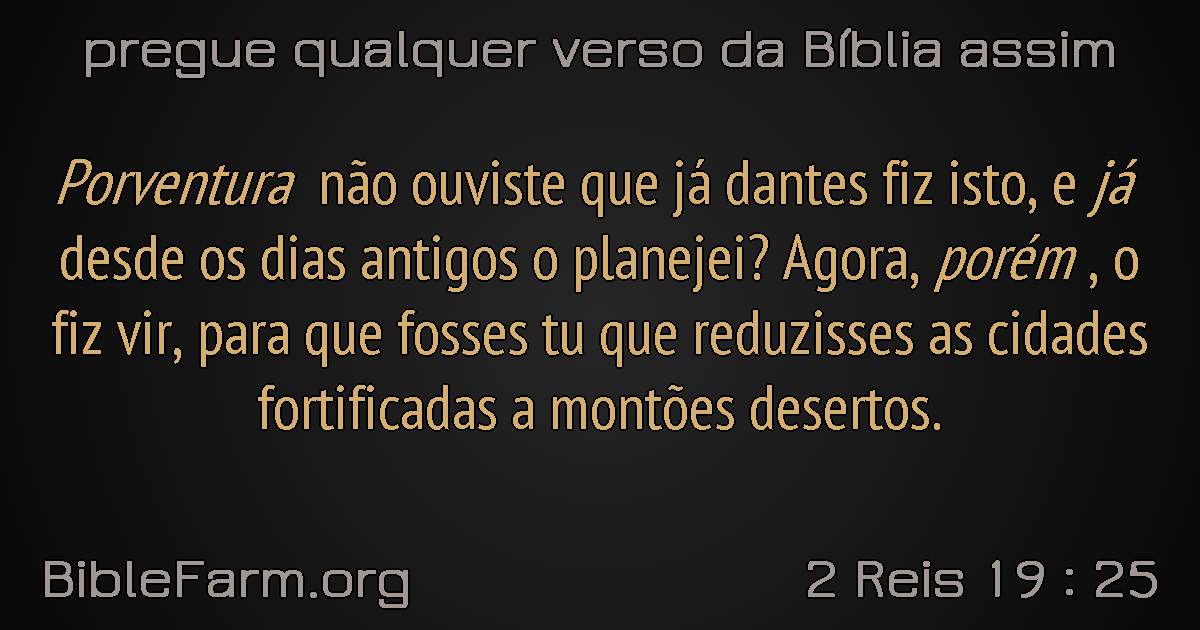 pregue qualquer verso da Bíblia assim
Porventura não ouviste que já dantes fiz isto, e já
desde os dias antigos o planejei? Agora, porém , o
fiz vir, para que fosses tu que reduzisses as cidades
fortificadas a montões desertos.
BibleFarm.org
2 Reis 19 : 25